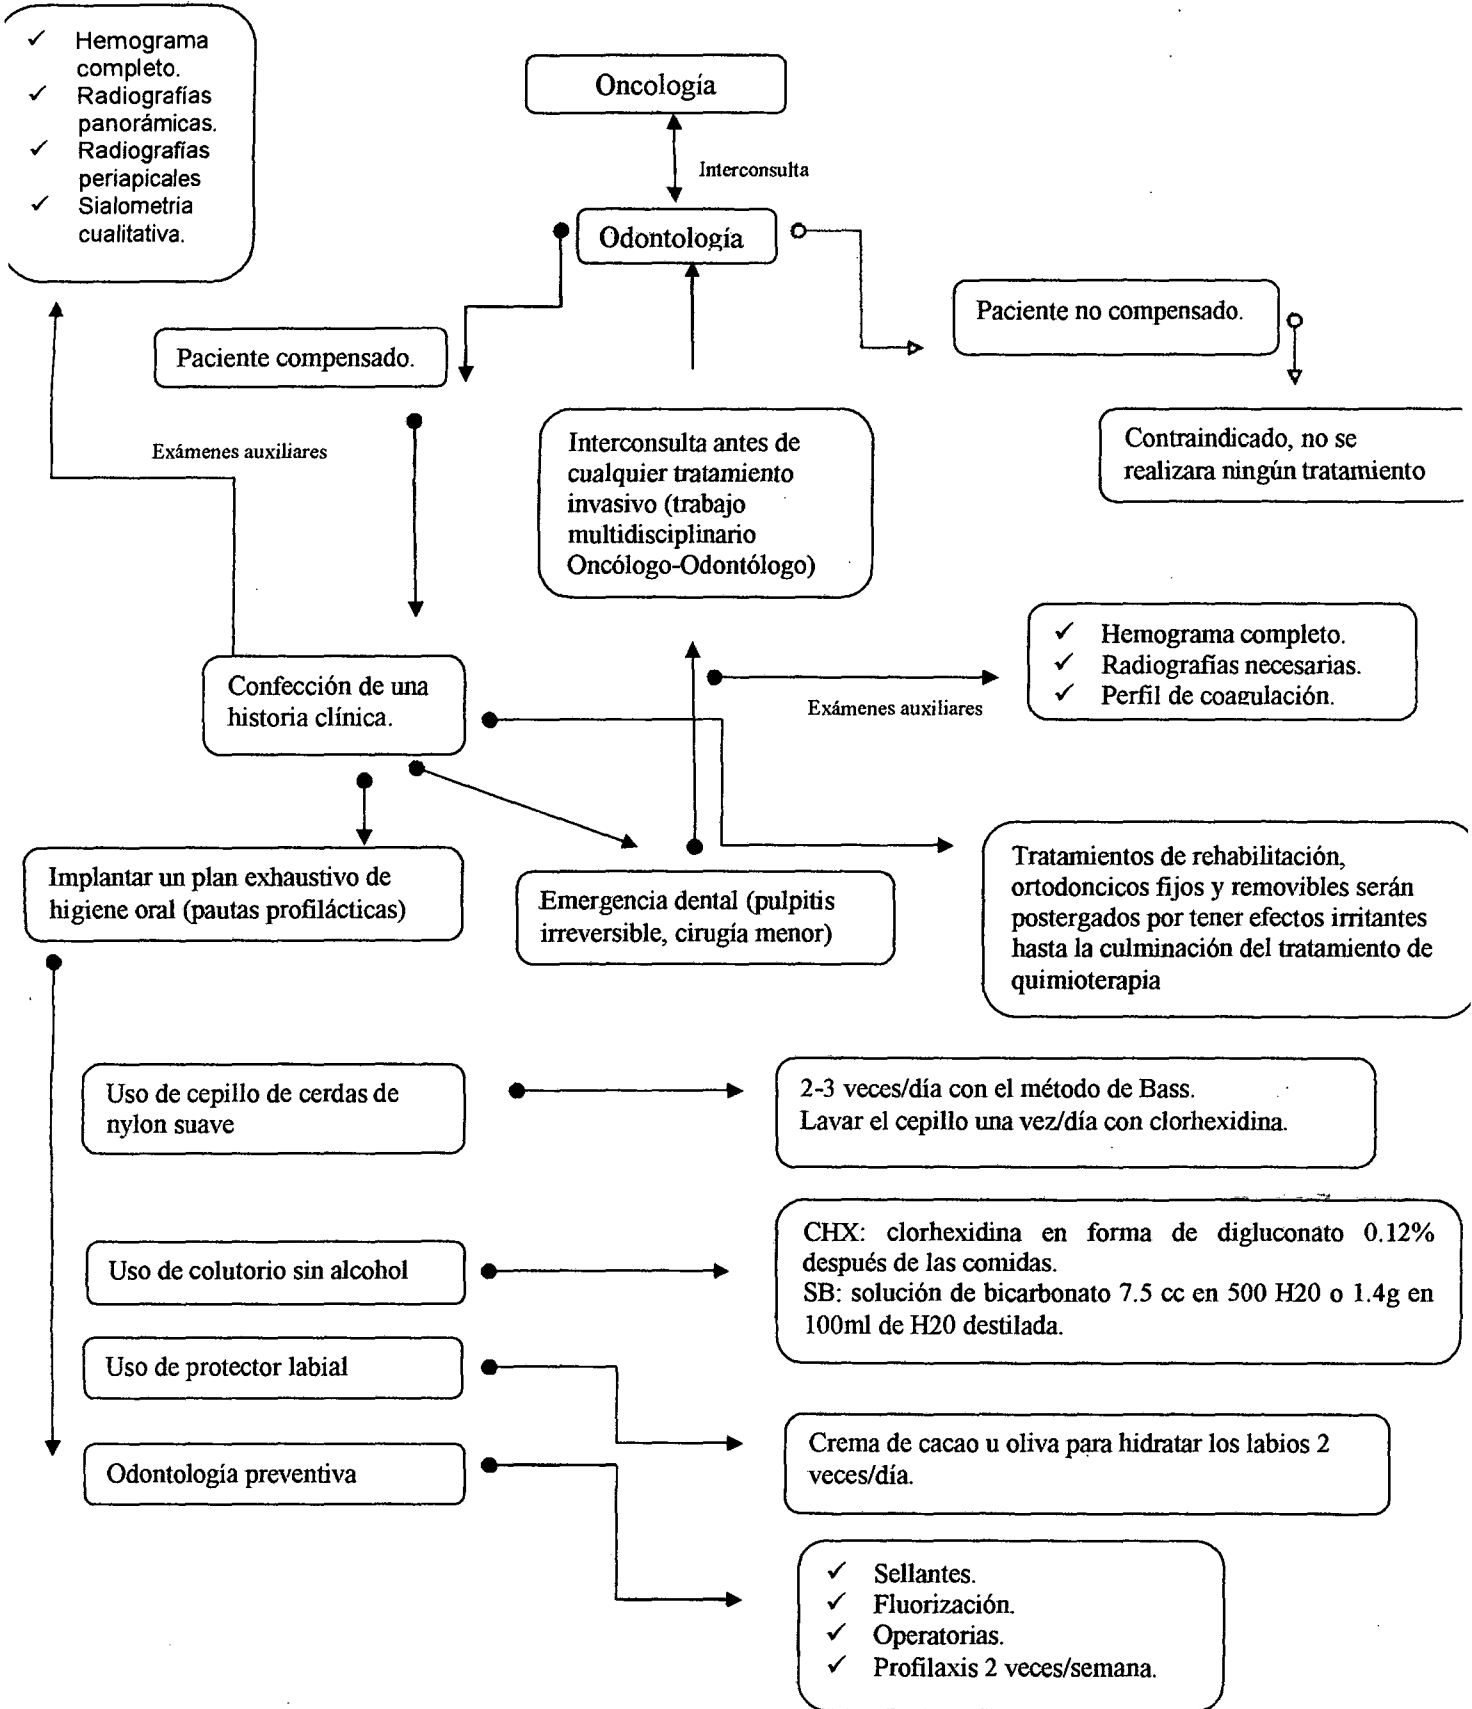 ✓ Hemograma
completo.
✓ Radiografías
panorámicas.
✓ Radiografías
periapicales
✓ Sialometria
cualitativa.
Oncología
Interconsulta
Odontología
Paciente compensado.
Paciente no compensado.
Exámenes auxiliares
Interconsulta antes de
cualquier tratamiento
invasivo (trabajo
multidisciplinario
Oncólogo-Odontólogo)
Contraindicado, no se
realizara ningún tratamiento
Confección de una
historia clínica.
✓ Hemograma completo.
✓ Radiografías necesarias.
✓ Perfil de coagulación.
Exámenes auxiliares
Implantar un plan exhaustivo de
higiene oral (pautas profilácticas)
Emergencia dental (pulpitis
irreversible, cirugía menor)
Tratamientos de rehabilitación,
ortodoncicos fijos y removibles serán
postergados por tener efectos irritantes
hasta la culminación del tratamiento de
quimioterapia
Uso de cepillo de cerdas de
nylon suave
2-3 veces/día con el método de Bass.
Lavar el cepillo una vez/día con clorhexidina.
Uso de colutorio sin alcohol
CHX: clorhexidina en forma de digluconato 0.12%
después de las comidas.
SB: solución de bicarbonato 7.5 cc en 500 H20 o 1.4g en
100ml de H20 destilada.
Uso de protector labial
Crema de cacao u oliva para hidratar los labios 2
veces/día.
Odontología preventiva
✓ Sellantes.
✓ Fluorización.
✓ Operatorias.
✓ Profilaxis 2 veces/semana.